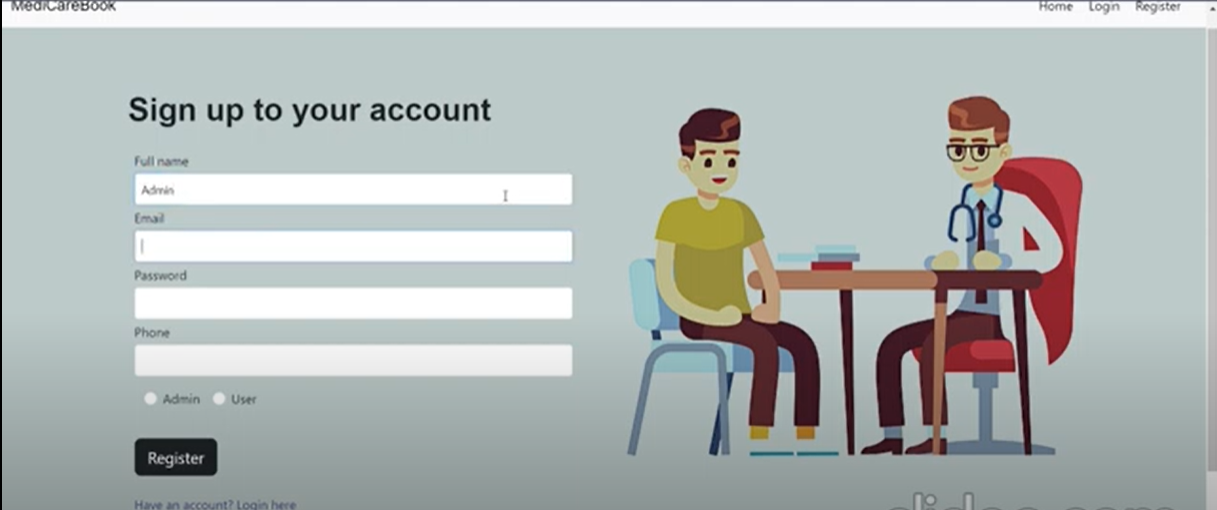 MediCareBook
Home Login Register
Sign up to your account
Full name
Admin
Email
Password
Phone
Admin User
Register
Have an account? Login here